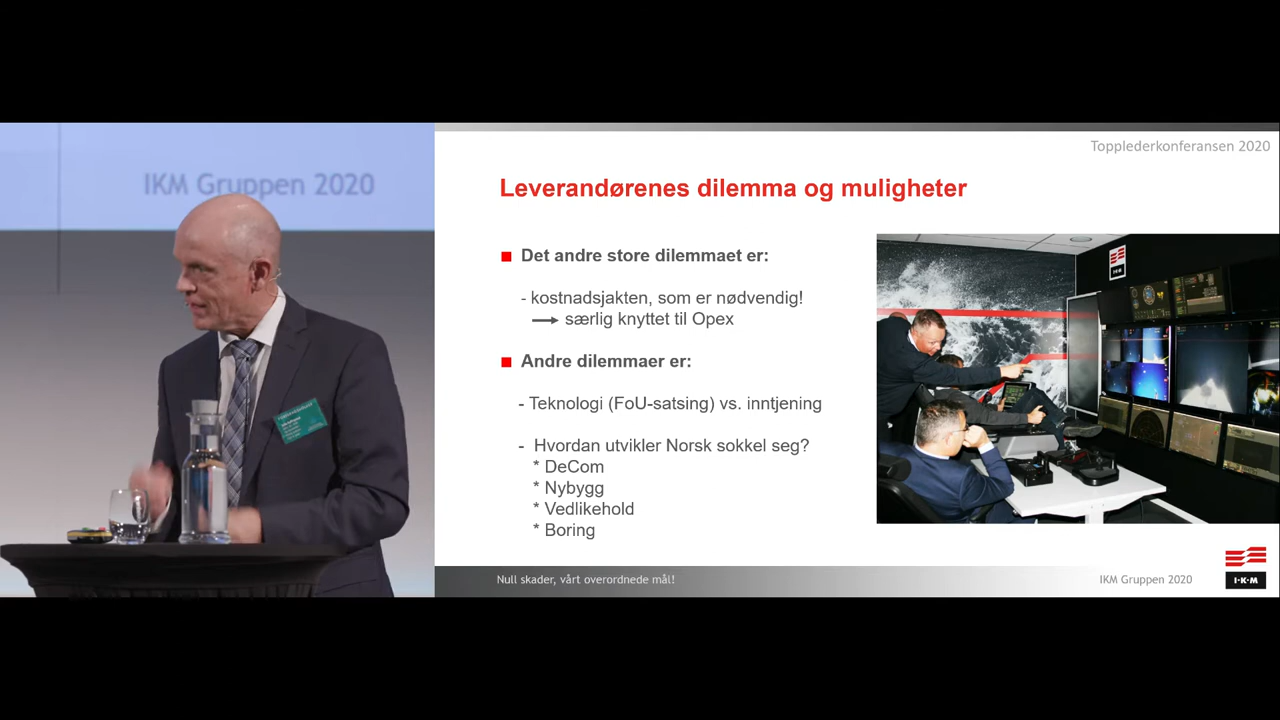 IKM Gruppen 2020
Topplederkonferansen 2020
Leverandørenes dilemma og muligheter
■ Det andre store dilemmaet er:
- kostnadsjakten, som er nødvendig!
→ særlig knyttet til Opex
■ Andre dilemmaer er:
- Teknologi (FoU-satsing) vs. inntjening
- Hvordan utvikler Norsk sokkel seg?
* DeCom
* Nybygg
* Vedlikehold
* Boring
Null skader, vårt overordnede mål!
IKM Gruppen 2020
I·K·M